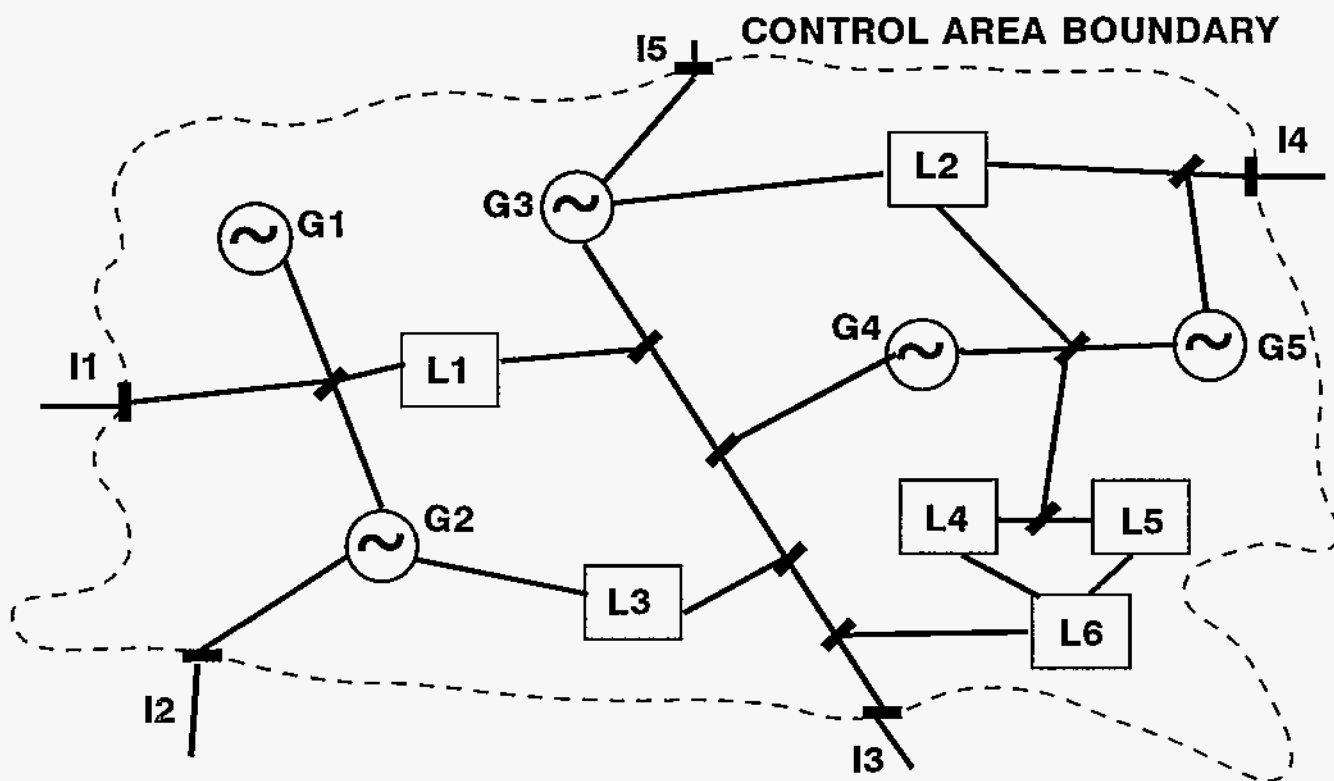 CONTROL AREA BOUNDARY
I5
I4
L2
G3
G1
G4
G5
I1
L1
G2
L4
L5
L3
L6
I2
I3